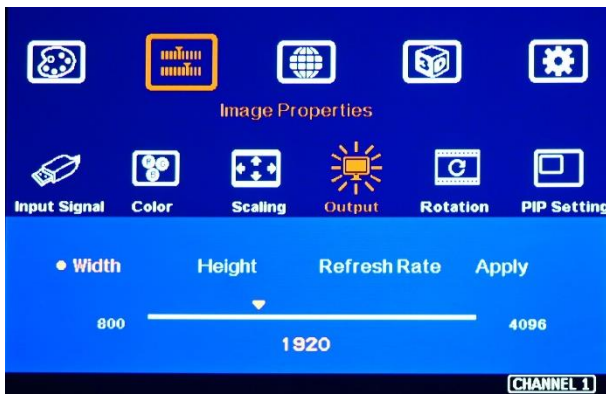 3D
Image Properties
R G B
C
Input Signal Color Scaling Output Rotation PIP Setting
Width Height Refresh Rate Apply
800 4096
1920
CHANNEL 1